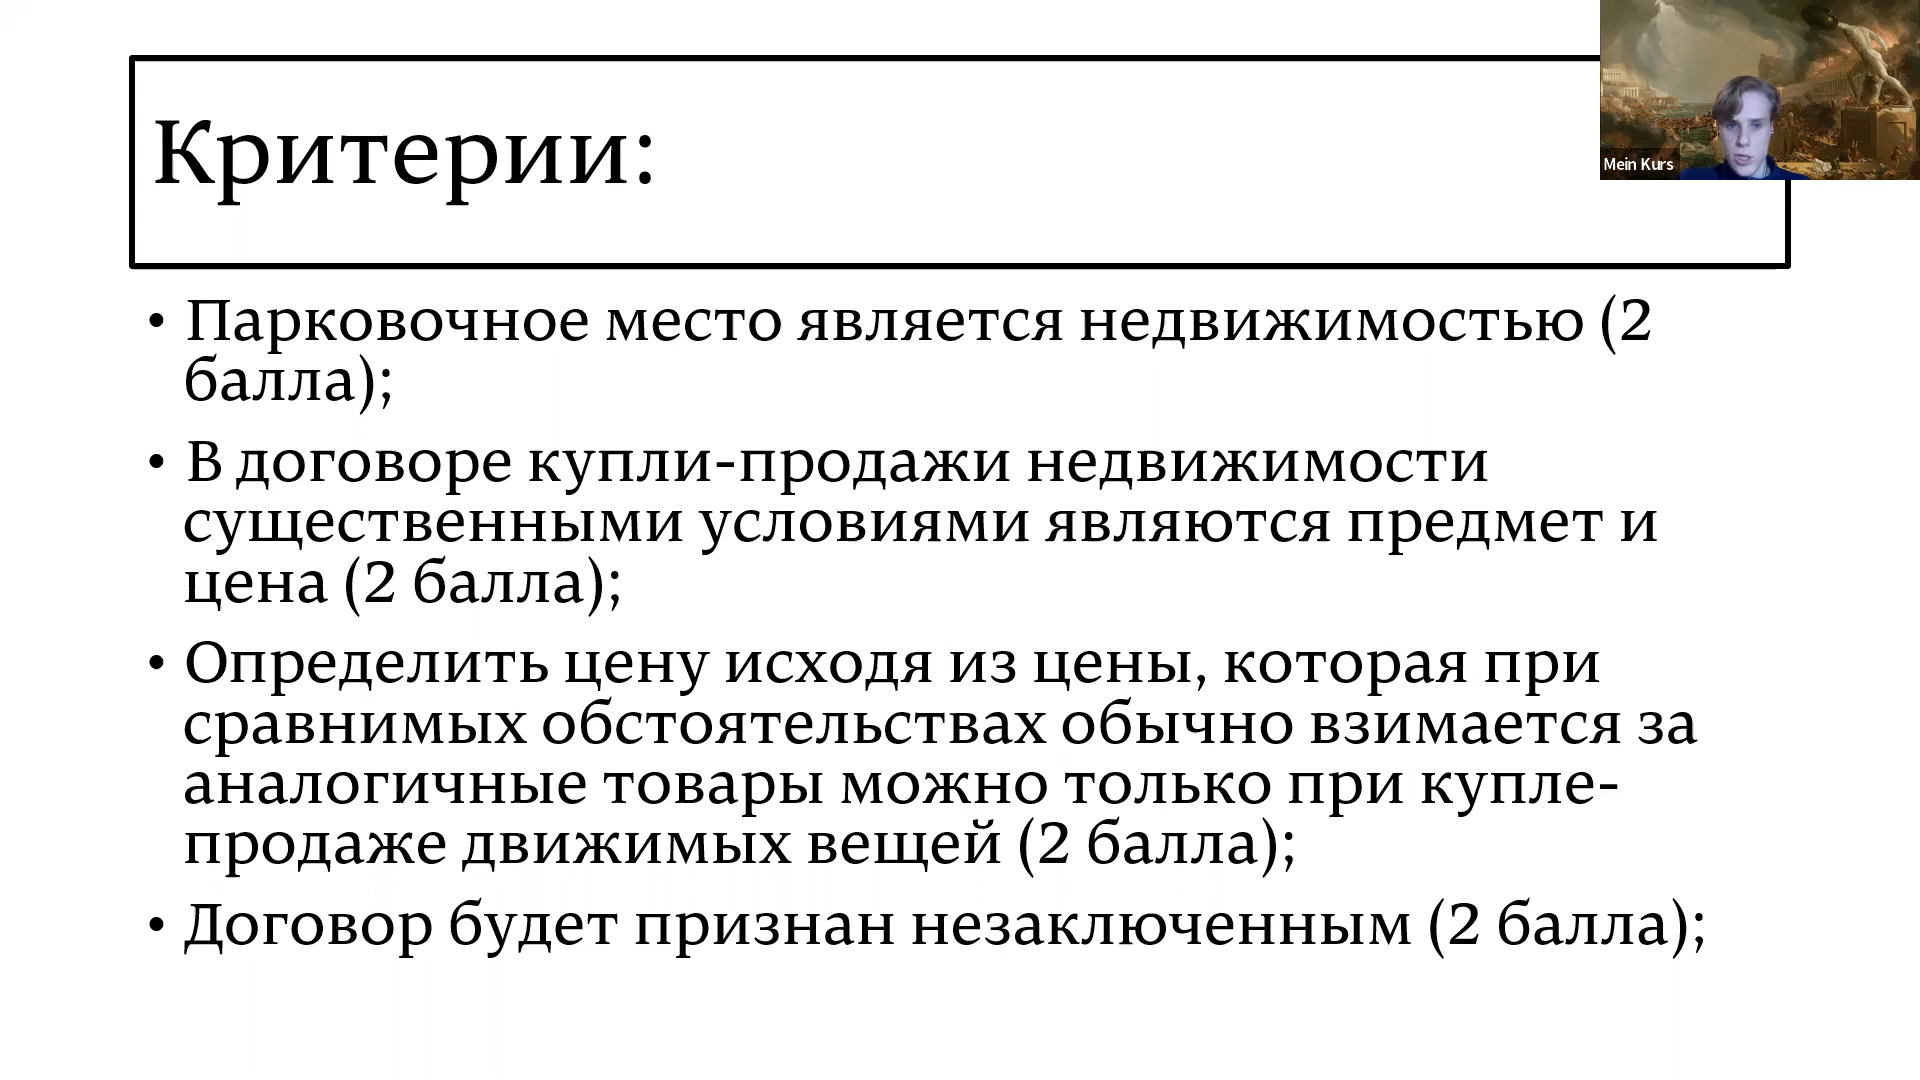 Критерии:
Mein Kurs
• Парковочное место является недвижимостью (2
балла);
• В договоре купли-продажи недвижимости
существенными условиями являются предмет и
цена (2 балла);
• Определить цену исходя из цены, которая при
сравнимых обстоятельствах обычно взимается за
аналогичные товары можно только при купле-
продаже движимых вещей (2 балла);
• Договор будет признан незаключенным (2 балла);